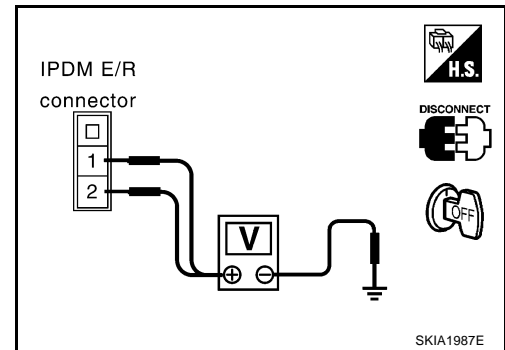 IPDM E/R
connector
H.S.
DISCONNECT
1
2
OFF
V
+ -
SKIA1987E